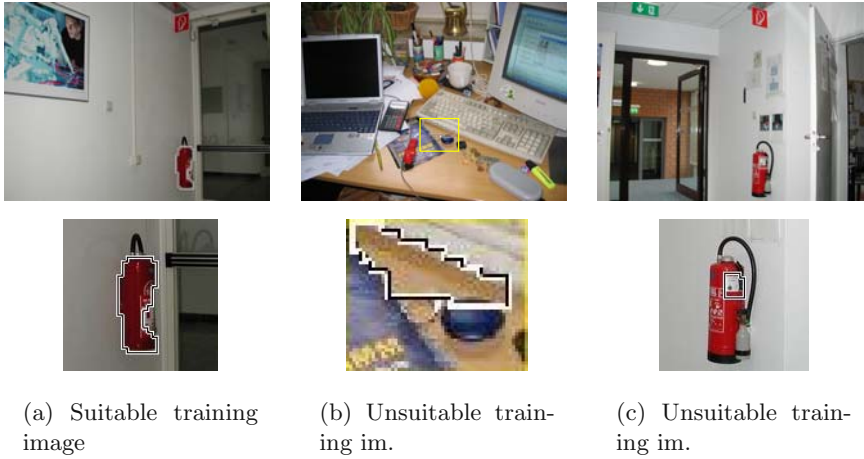 (a) Suitable training
image
(b) Unsuitable train-
ing im.
(c) Unsuitable train-
ing im.